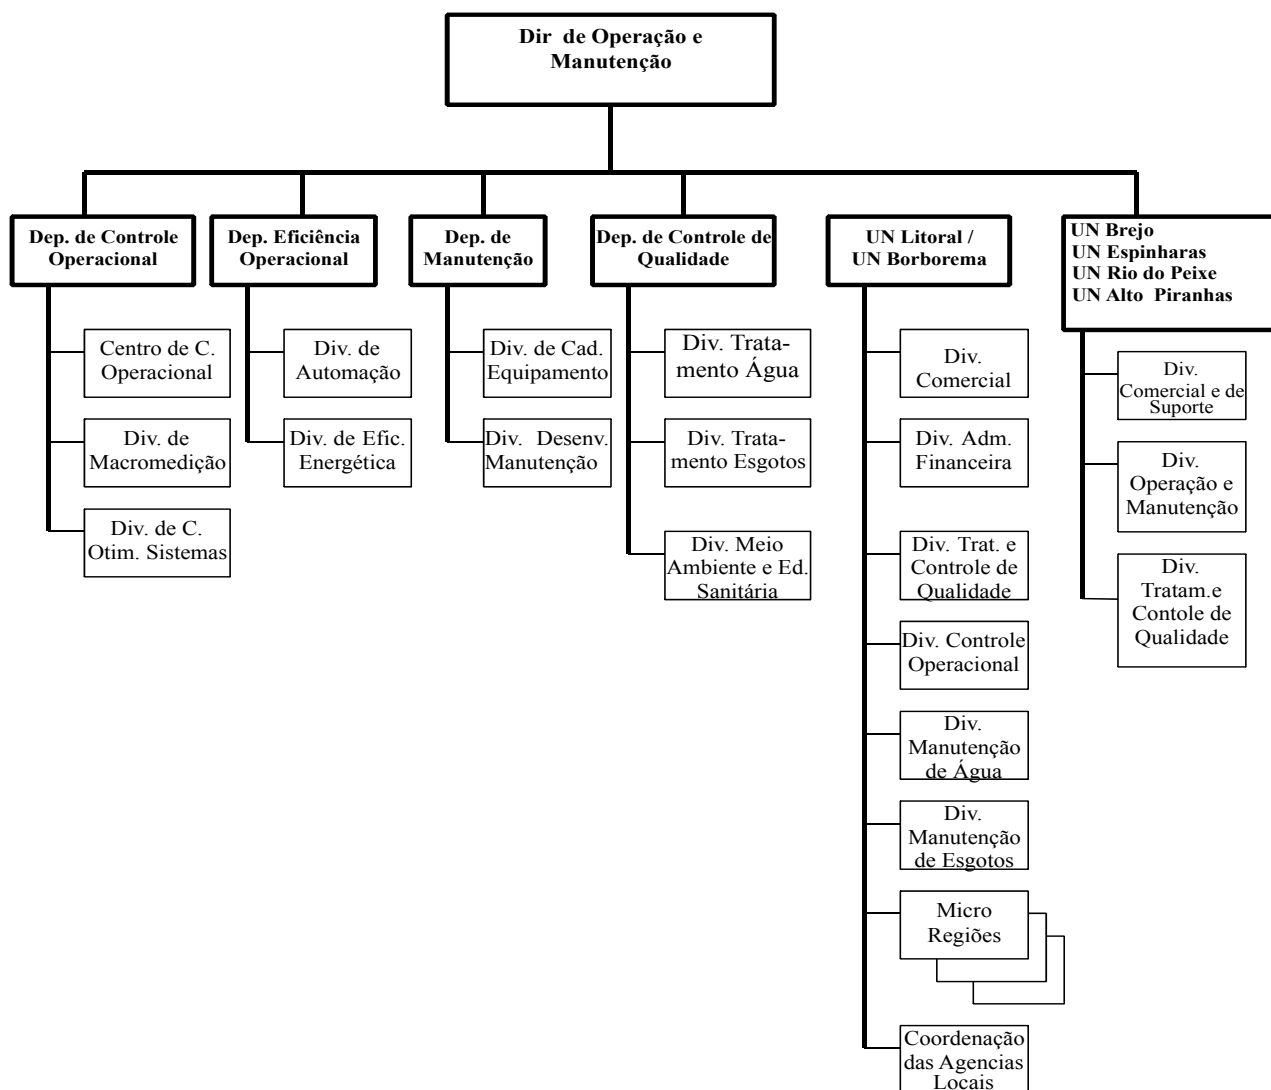 Dir  de Operação e
Manutenção
Dep. de Controle
Operacional
Dep. Eficiência
Operacional
Dep. de
Manutenção
Dep. de Controle de
Qualidade
UN Litoral /
UN Borborema
UN Brejo
UN Espinharas
UN Rio do Peixe
UN Alto  Piranhas
Centro de C.
Operacional
Div. de
Macromedição
Div. de C.
Otim. Sistemas
Div. de
Automação
Div. de Efic.
Energética
Div. de Cad.
Equipamento
Div.  Desenv.
Manutenção
Div. Trata-
mento Água
Div. Trata-
mento Esgotos
Div. Meio
Ambiente e Ed.
Sanitária
Div.
Comercial
Div. Adm.
Financeira
Div. Trat. e
Controle de
Qualidade
Div. Controle
Operacional
Div.
Manutenção
de Água
Div.
Manutenção
de Esgotos
Micro
Regiões
Coordenação
das Agencias
Locais
Div.
Comercial e de
Suporte
Div.
Operação e
Manutenção
Div.
Tratam.e
Contole de
Qualidade